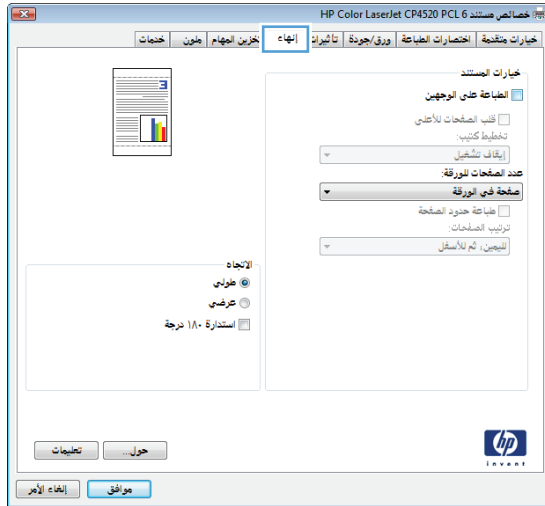 خصائص مستند HP Color LaserJet CP4520 PCL 6
خيارات متقدمة
اختصارات الطباعة
ورق/جودة
تأثيرات
إنهاء
تخزين المهام
ملون
خدمات
خيارات المستند
الطباعة على الوجهين
قلب الصفحات للأعلى
تخطيط كتيب:
إيقاف تشغيل
عدد الصفحات للورقة:
صفحة في الورقة
طباعة حدود الصفحة
ترتيب الصفحات:
لليمين، ثم للأسفل
3
الاتجاه
طولي
عرضي
استدارة ١٨٠ درجة
hp
invent
حول...
تعليمات
موافق
إلغاء الأمر